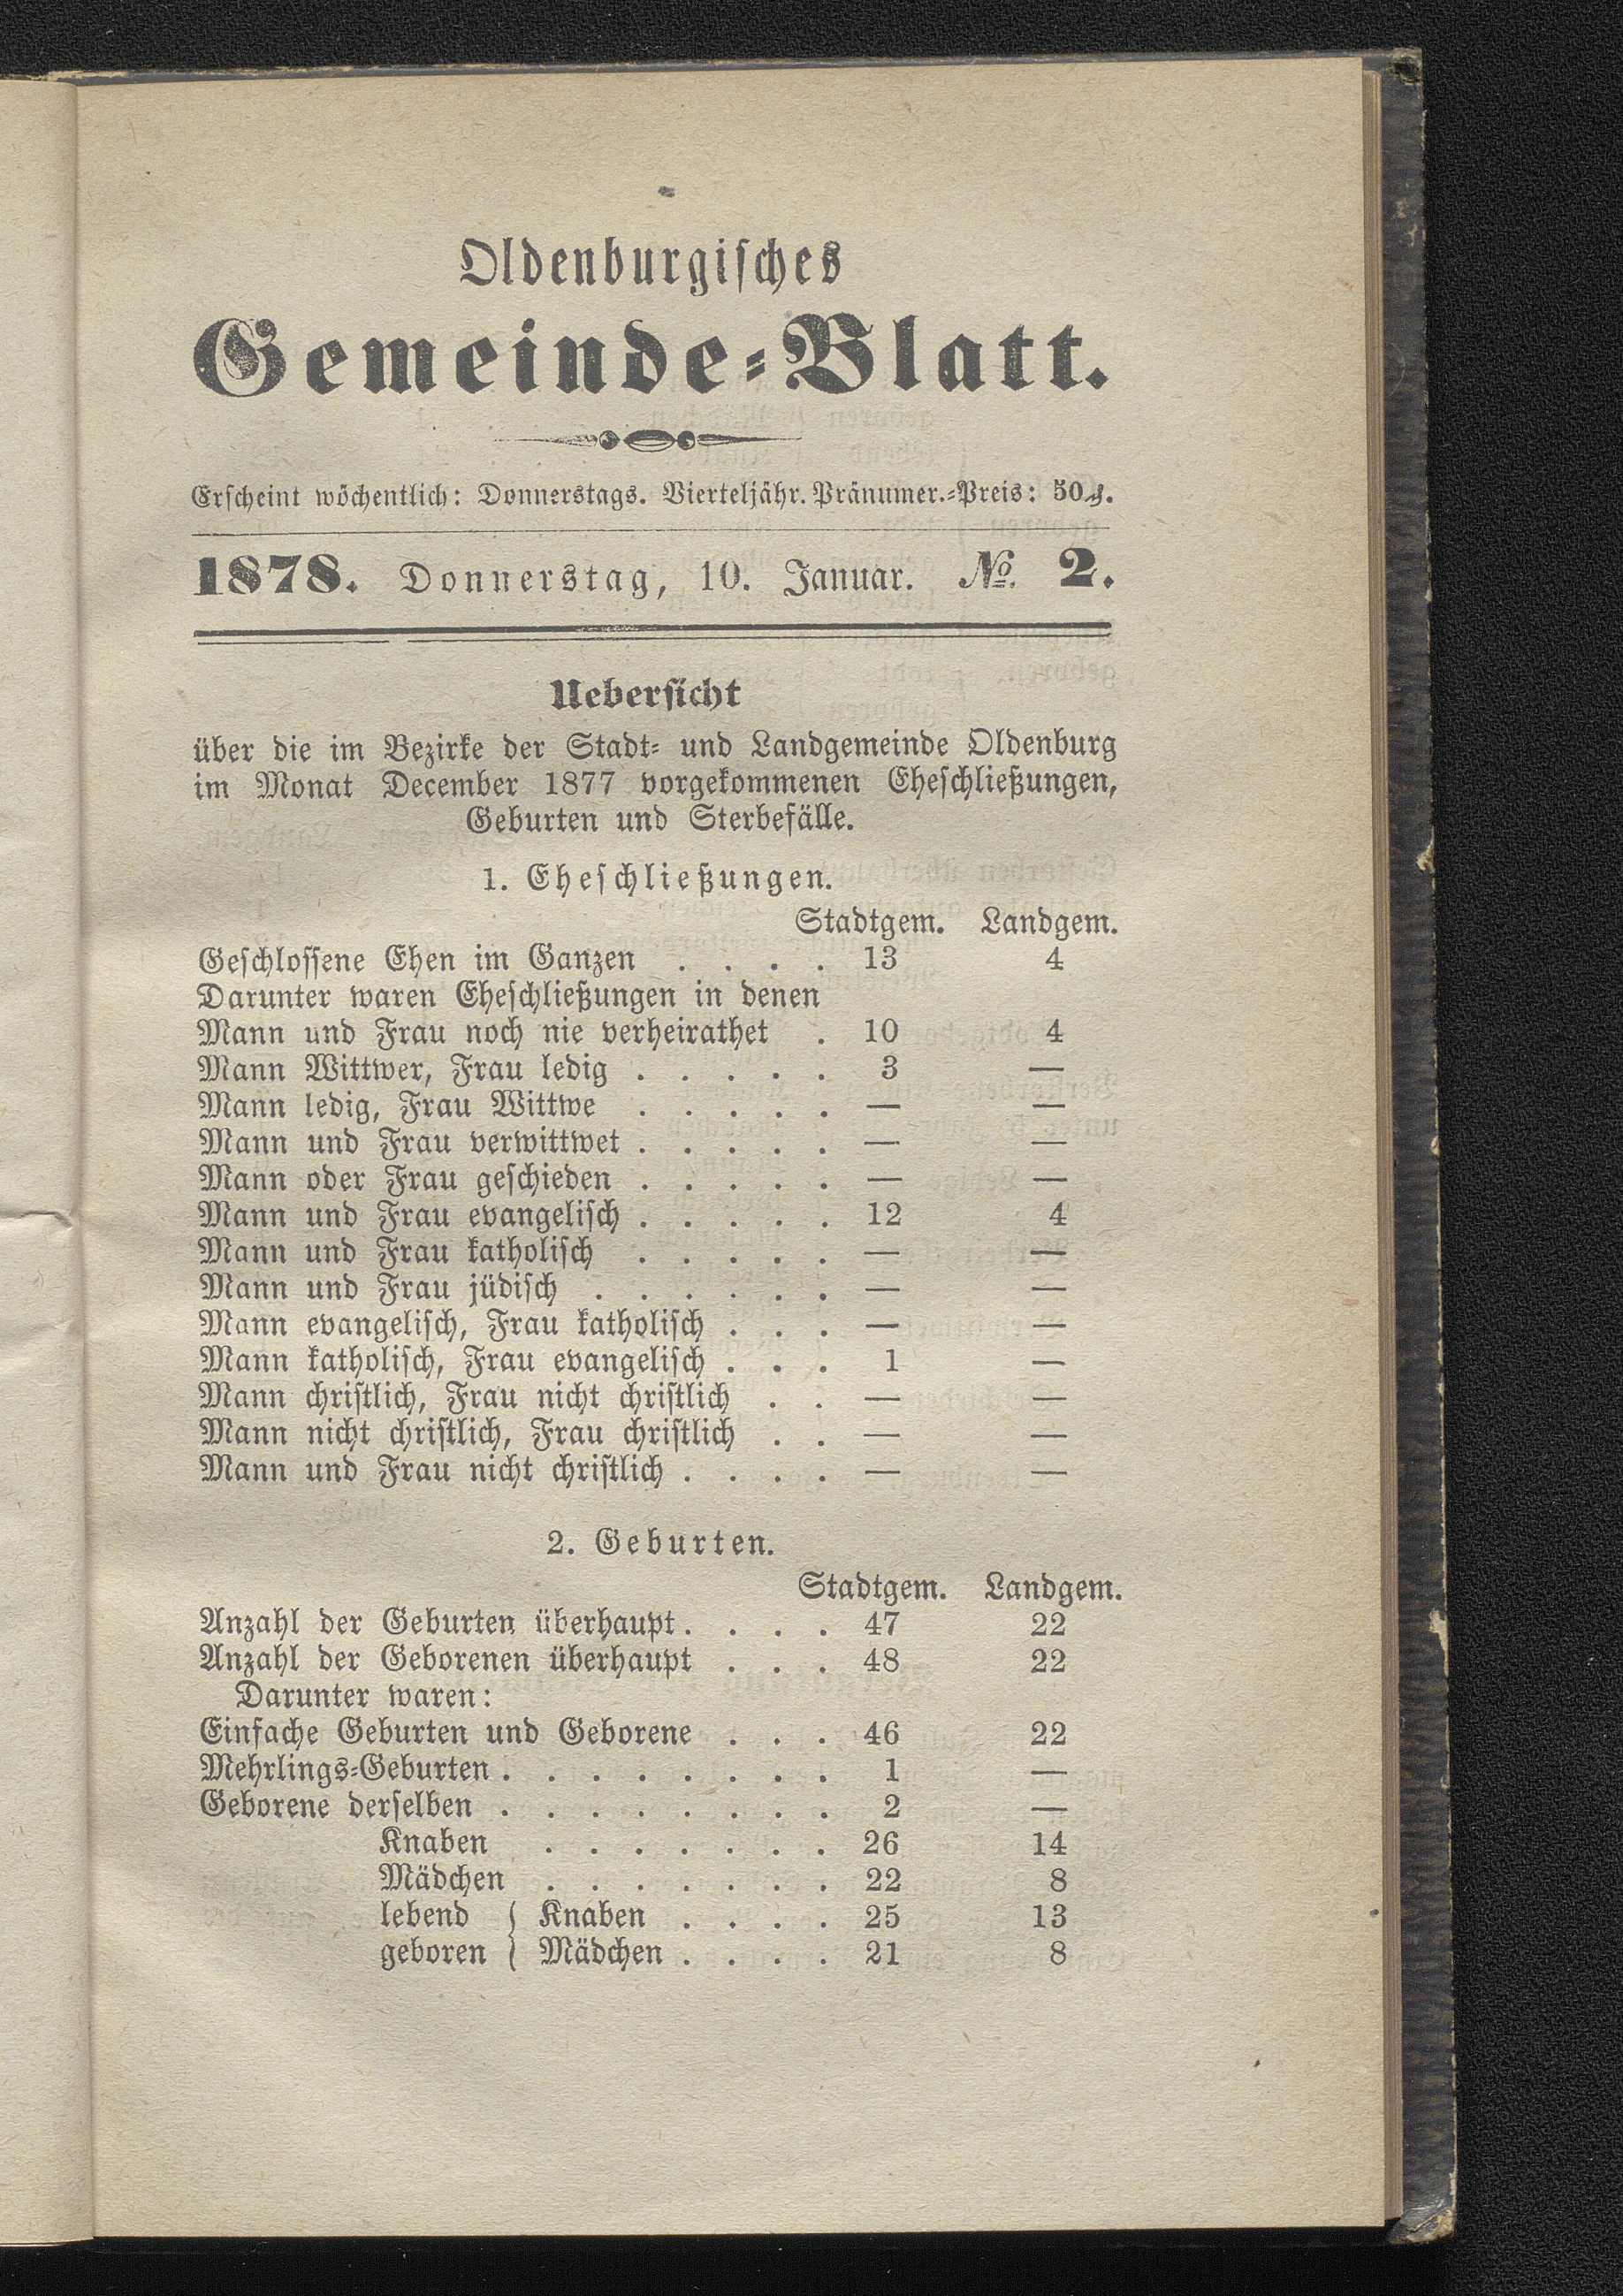 Oldenburgisches
Gemeinde-Blatt.
Erscheint wöchentlich: Donnerstags. Vierteljähr. Pränumer.-Preis: 50 ₰.
1878. Donnerstag, 10. Januar. № 2.
Uebersicht
über die im Bezirke der Stadt- und Landgemeinde Oldenburg
im Monat December 1877 vorgekommenen Eheschließungen,
Geburten und Sterbefälle.
1. Eheschließungen.
Stadtgem. Landgem.
Geschlossene Ehen im Ganzen . . . . 13 4
Darunter waren Eheschließungen in denen
Mann und Frau noch nie verheirathet . 10 4
Mann Wittwer, Frau ledig . . . . . 3 —
Mann ledig, Frau Wittwe . . . . . — —
Mann und Frau verwittwet . . . . . — —
Mann oder Frau geschieden . . . . . — —
Mann und Frau evangelisch . . . . . 12 4
Mann und Frau katholisch . . . . . — —
Mann und Frau jüdisch . . . . . . — —
Mann evangelisch, Frau katholisch . . . — —
Mann katholisch, Frau evangelisch . . . 1 —
Mann christlich, Frau nicht christlich . . — —
Mann nicht christlich, Frau christlich . . — —
Mann und Frau nicht christlich . . . . — —
2. Geburten.
Stadtgem. Landgem.
Anzahl der Geburten überhaupt . . . . 47 22
Anzahl der Geborenen überhaupt . . . 48 22
Darunter waren:
Einfache Geburten und Geborene . . . 46 22
Mehrlings-Geburten . . . . . . . . 1 —
Geborene derselben . . . . . . . . 2 —
Knaben . . . . . . . 26 14
Mädchen . . . . . . . 22 8
lebend { Knaben . . . . 25 13
geboren { Mädchen . . . . 21 8